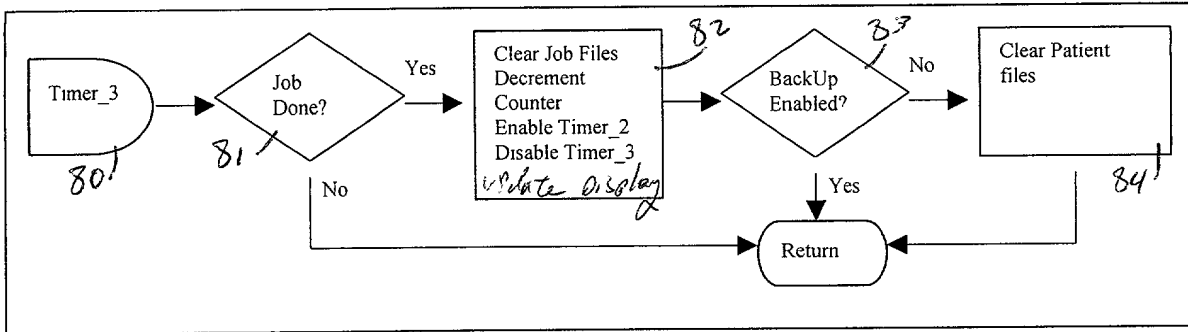 Timer_3
80
Job
Done?
81
Yes
No
Clear Job Files
Decrement
Counter
Enable Timer_2
Disable Timer_3
update Display
82
BackUp
Enabled?
83
No
Yes
Clear Patient
files
84
Return